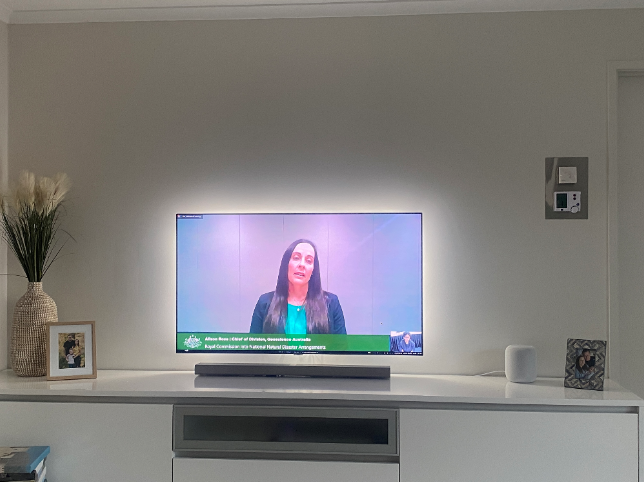 Alison Rose | Chief of Division, Geoscience Australia
Royal Commission into National Natural Disaster Arrangements